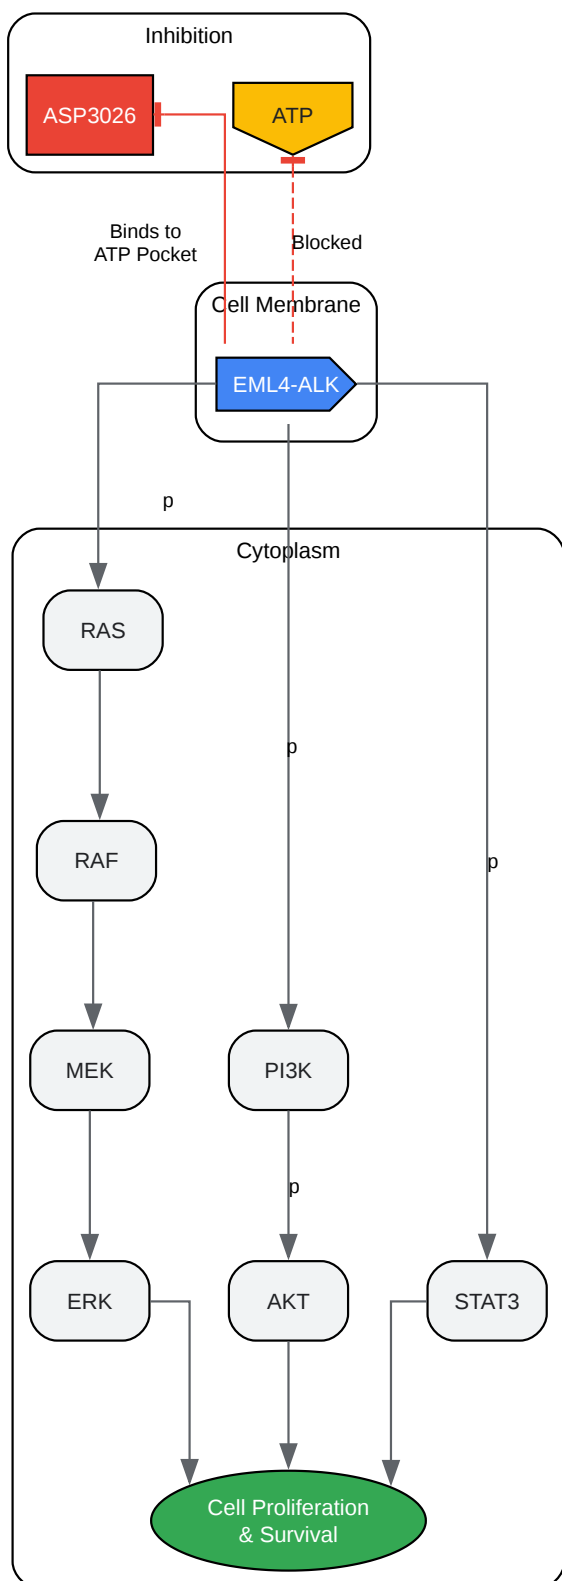 Inhibition
ASP3026
ATP
Binds to
ATP Pocket
Blocked
Cell Membrane
EML4-ALK
p
Cytoplasm
RAS
p
RAF
p
MEK
PI3K
p
ERK
AKT
STAT3
Cell Proliferation
& Survival